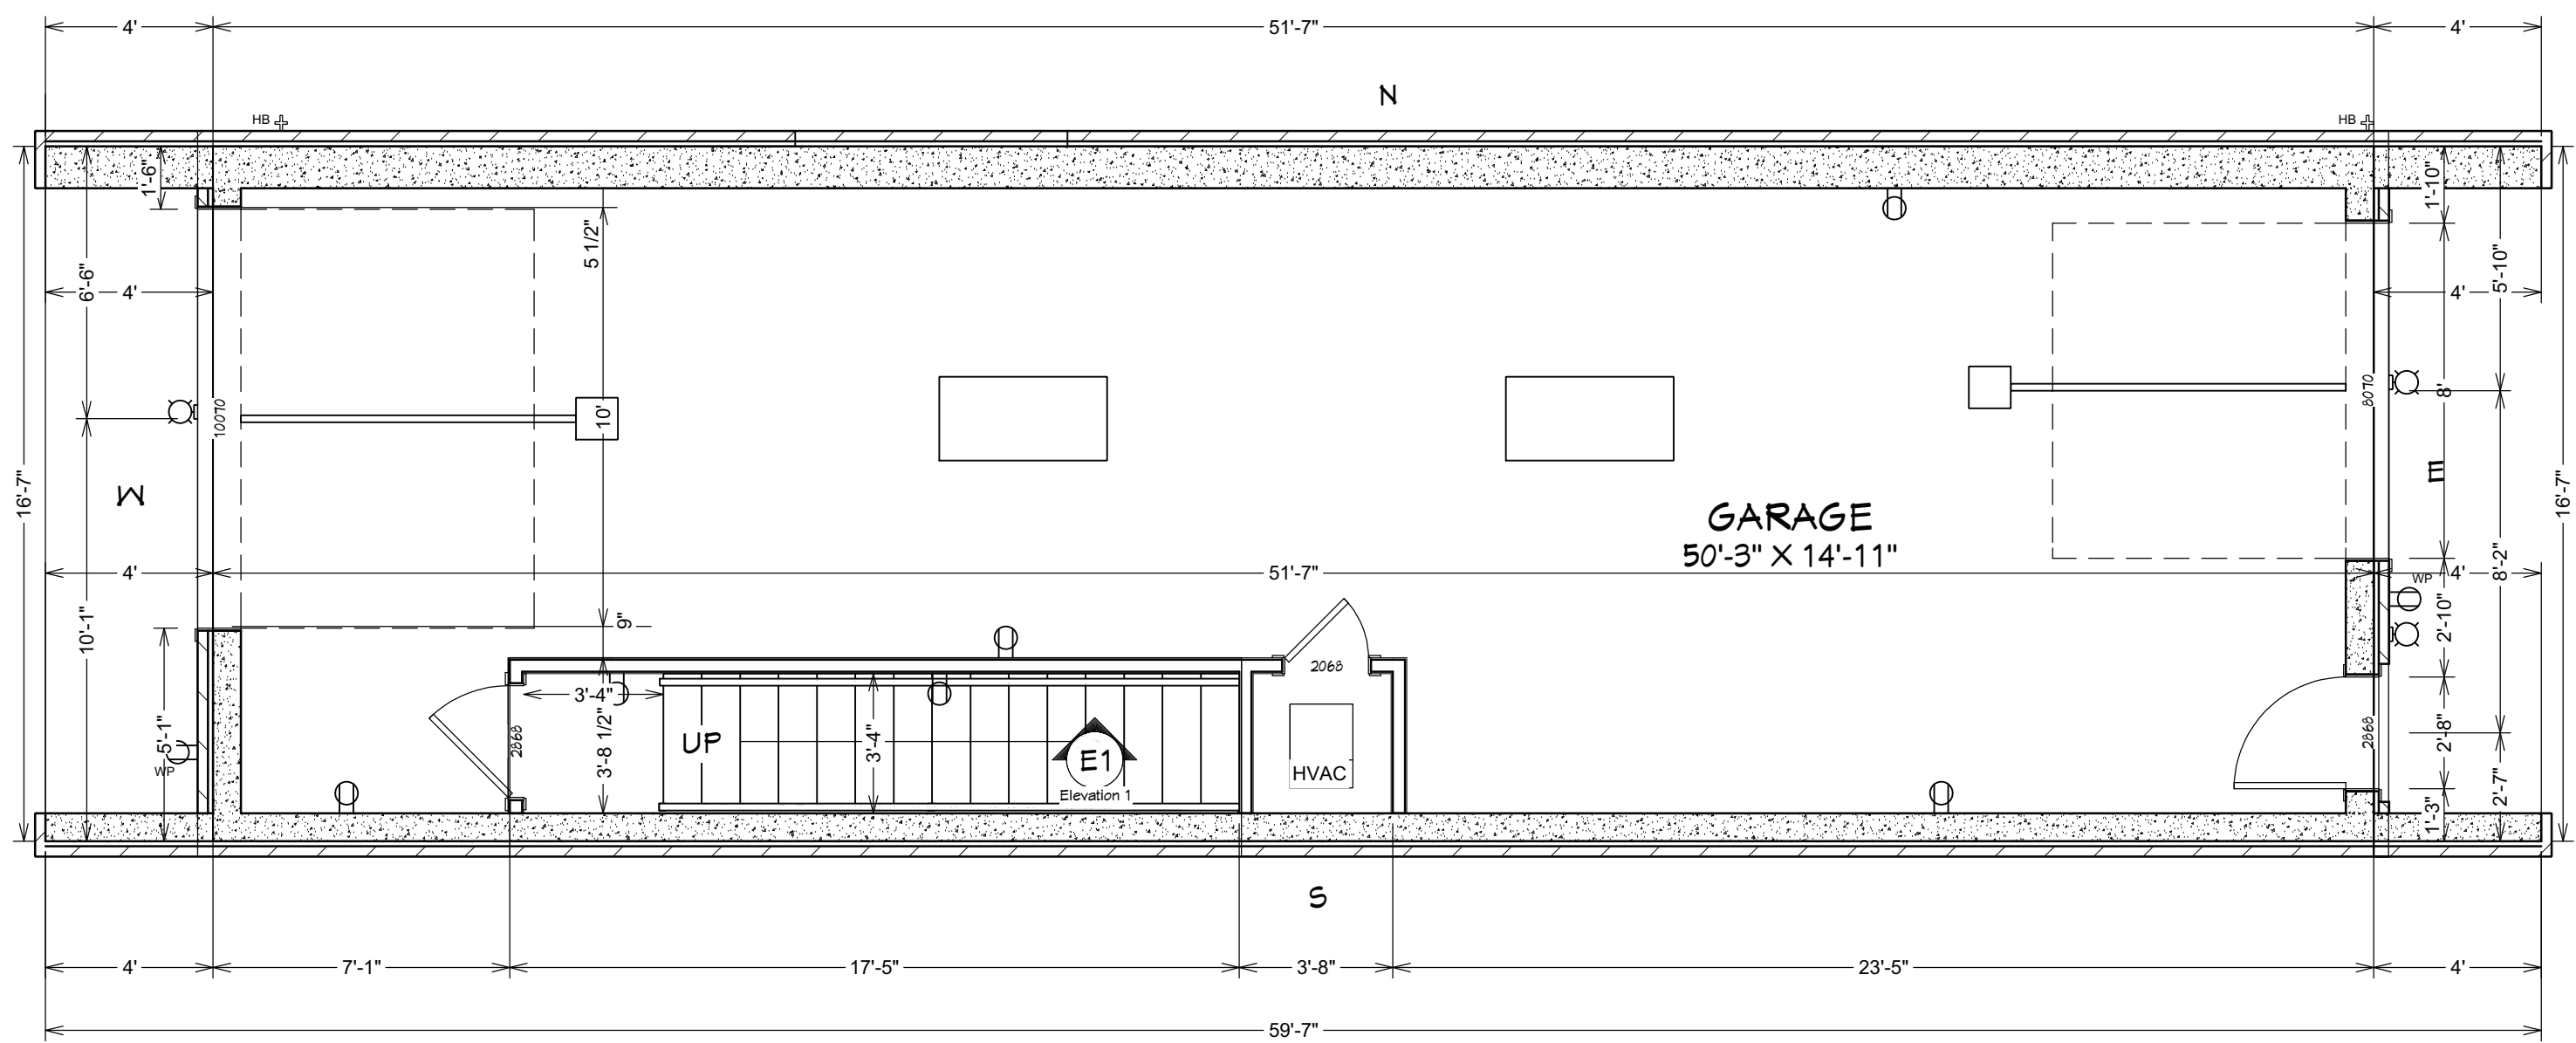 4'
51'-7"
4'
N
HB
HB
1'-6"
1'-10"
5 1/2"
6'-6"
4'
5'-10"
4'
10070
10'
8070
8'
16'-7"
W
E
16'-7"
GARAGE
50'-3" X 14'-11"
4'
51'-7"
4'
8'-2"
WP
9"
10'-1"
2'-10"
2068
3'-4"
5'-1"
2868
3'-8 1/2"
UP
3'-4"
E1
Elevation 1
HVAC
2868
2'-8"
WP
2'-7"
1'-3"
S
4'
7'-1"
17'-5"
3'-8"
23'-5"
4'
59'-7"